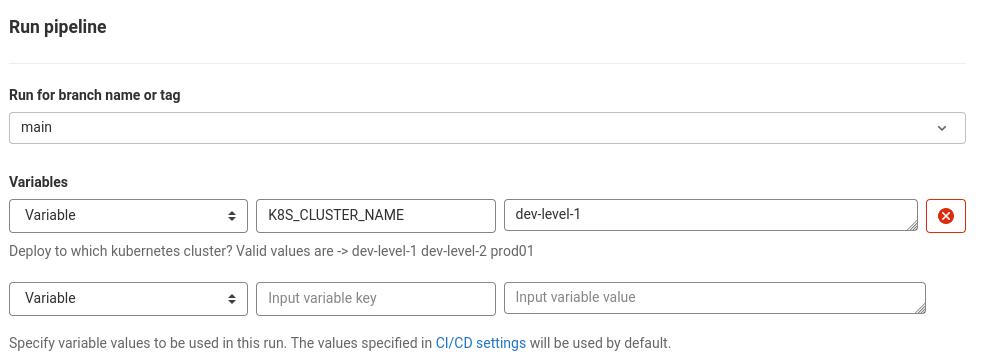 Run pipeline
Run for branch name or tag
main
Variables
Variable K8S_CLUSTER_NAME dev-level-1
Deploy to which kubernetes cluster? Valid values are -> dev-level-1 dev-level-2 prod01
Variable Input variable key Input variable value
Specify variable values to be used in this run. The values specified in CI/CD settings will be used by default.